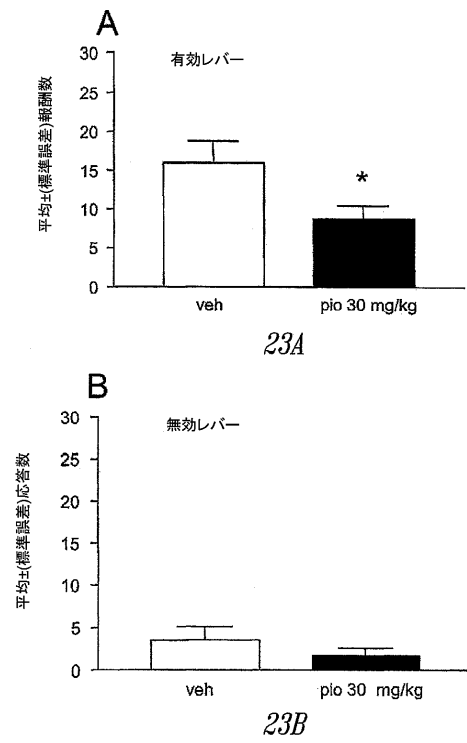 A
有効レバー
平均±(標準誤差)報酬数
30
25
20
15
10
5
0
*
veh
pio 30 mg/kg
23A
B
無効レバー
平均±(標準誤差)応答数
30
25
20
15
10
5
0
veh
pio 30 mg/kg
23B